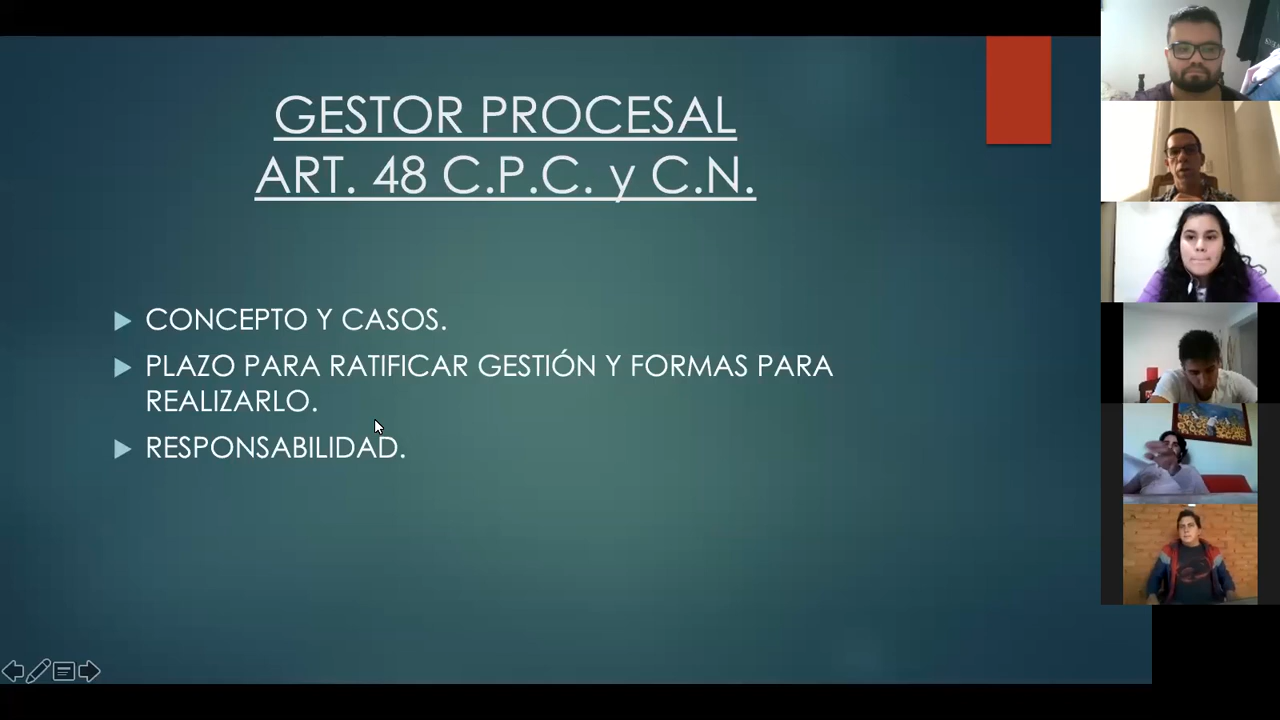 GESTOR PROCESAL
ART. 48 C.P.C. y C.N.
CONCEPTO Y CASOS.
PLAZO PARA RATIFICAR GESTIÓN Y FORMAS PARA
REALIZARLO.
RESPONSABILIDAD.